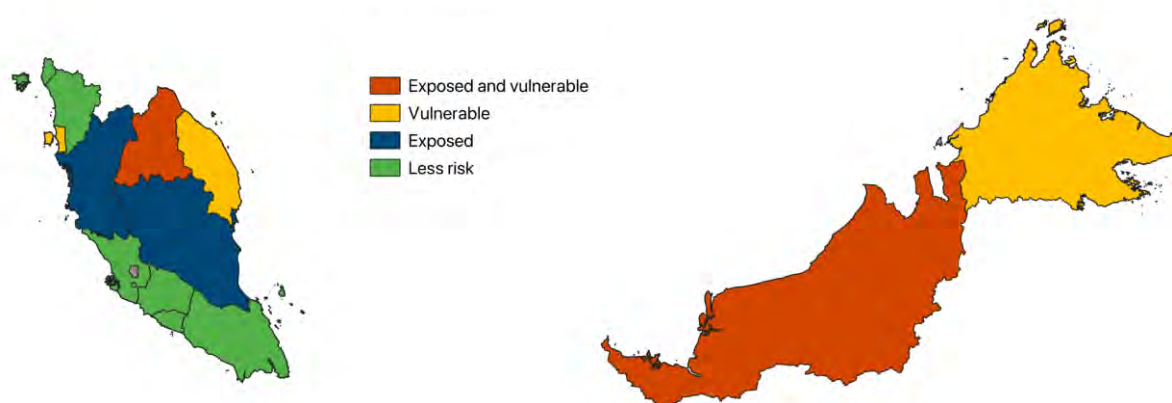 Exposed and vulnerable
Vulnerable
Exposed
Less risk